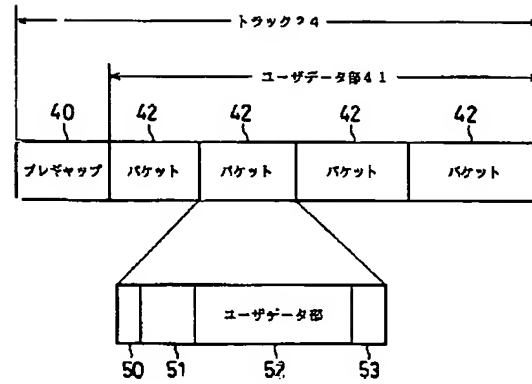 トラック24
ユーザデータ部41
40 42 42 42 42
プレギャップ パケット パケット パケット パケット
ユーザデータ部
50 51 52 53